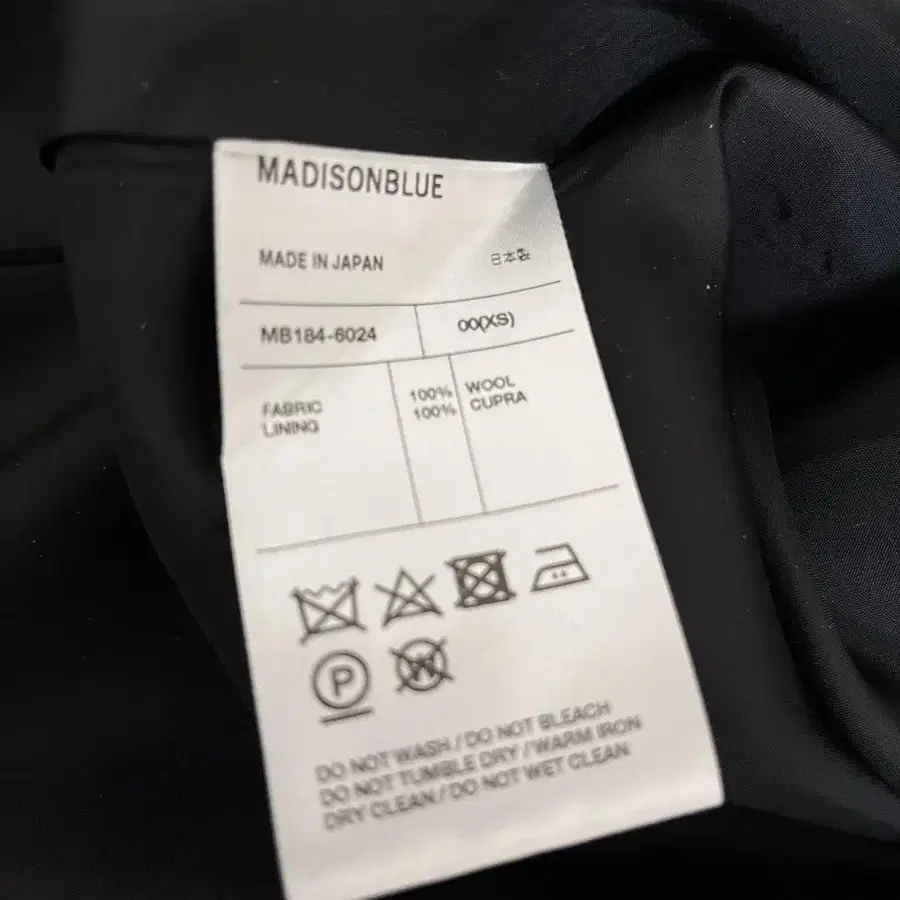 MADISONBLUE
MADE IN JAPAN 日本製
MB184-6024 00(XS)
FABRIC 100% WOOL
LINING 100% CUPRA
P W
DO NOT WASH / DO NOT BLEACH
DO NOT TUMBLE DRY / WARM IRON
DRY CLEAN / DO NOT WET CLEAN